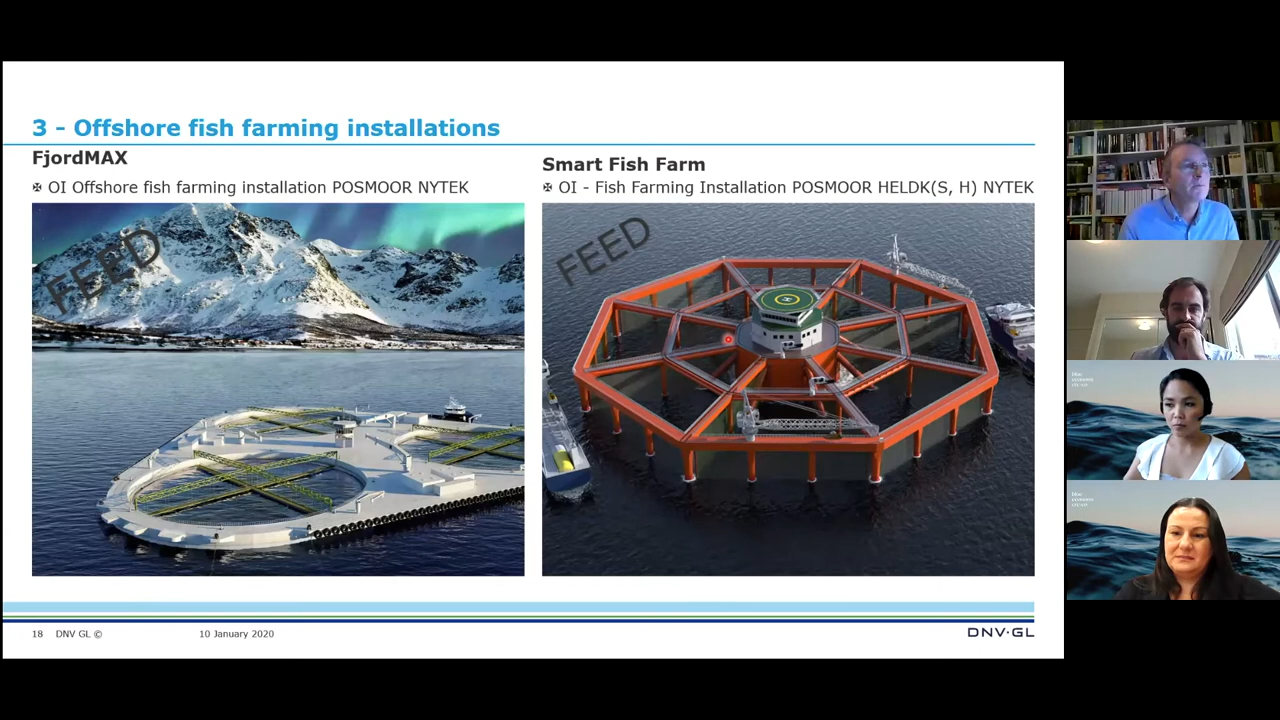 3 - Offshore fish farming installations
FjordMAX
✠ OI Offshore fish farming installation POSMOOR NYTEK
FEED
Smart Fish Farm
✠ OI - Fish Farming Installation POSMOOR HELDK(S, H) NYTEK
FEED
H
18 DNV GL © 10 January 2020
DNV·GL